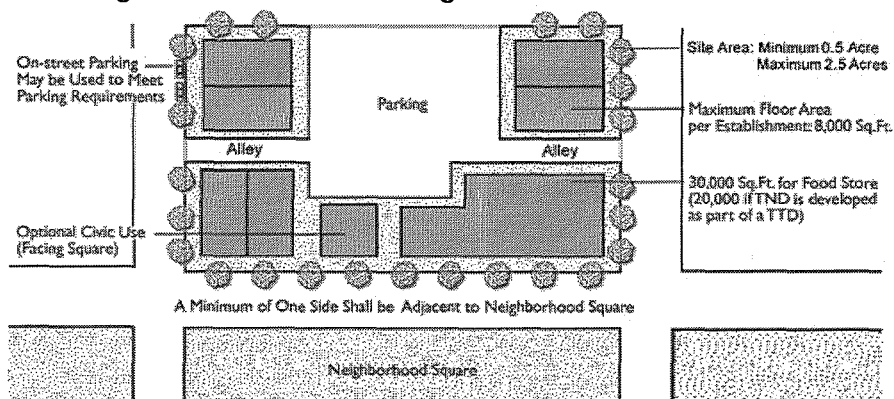 On-street Parking
May be Used to Meet
Parking Requirements
Parking
Sile Area: Minimum 0.5 Acre
Maximum 2.5 Acres
Maximum Floor Area
per Establishment: 8,000 Sq.Ft.
Alley
Alley
30,000 Sq.Ft. for Food Store
(20,000 if TND is developed
as part of a TTD)
Optional Civic Use
(Facing Square)
A Minimum of One Side Shall be Adjacent to Neighborhood Square
Neighborhood Square